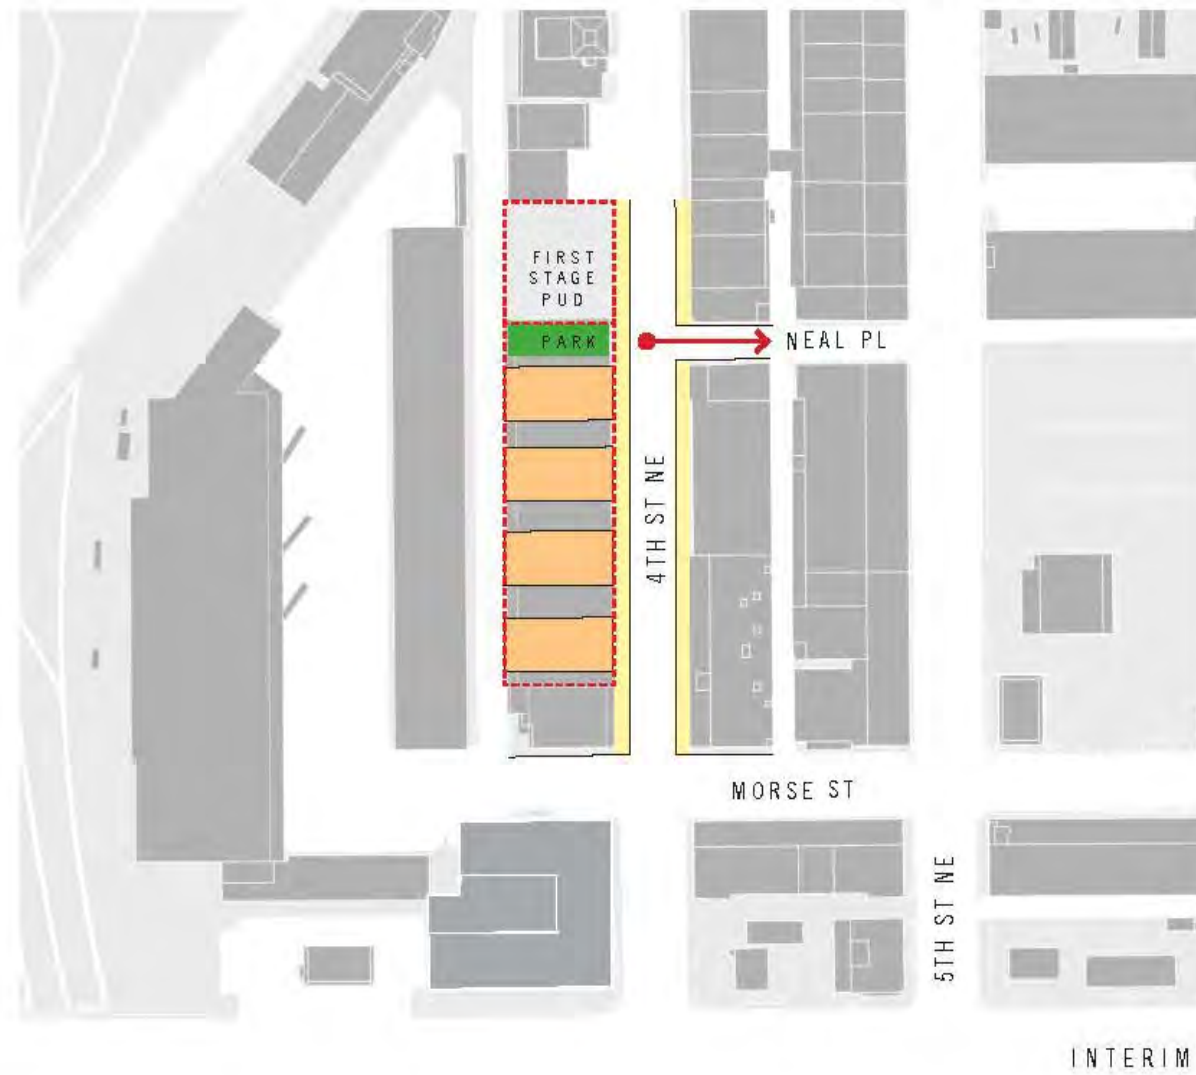 FIRST
STAGE
PUD
PARK
NEAL PL
4TH ST NE
MORSE ST
5TH ST NE
INTERIM